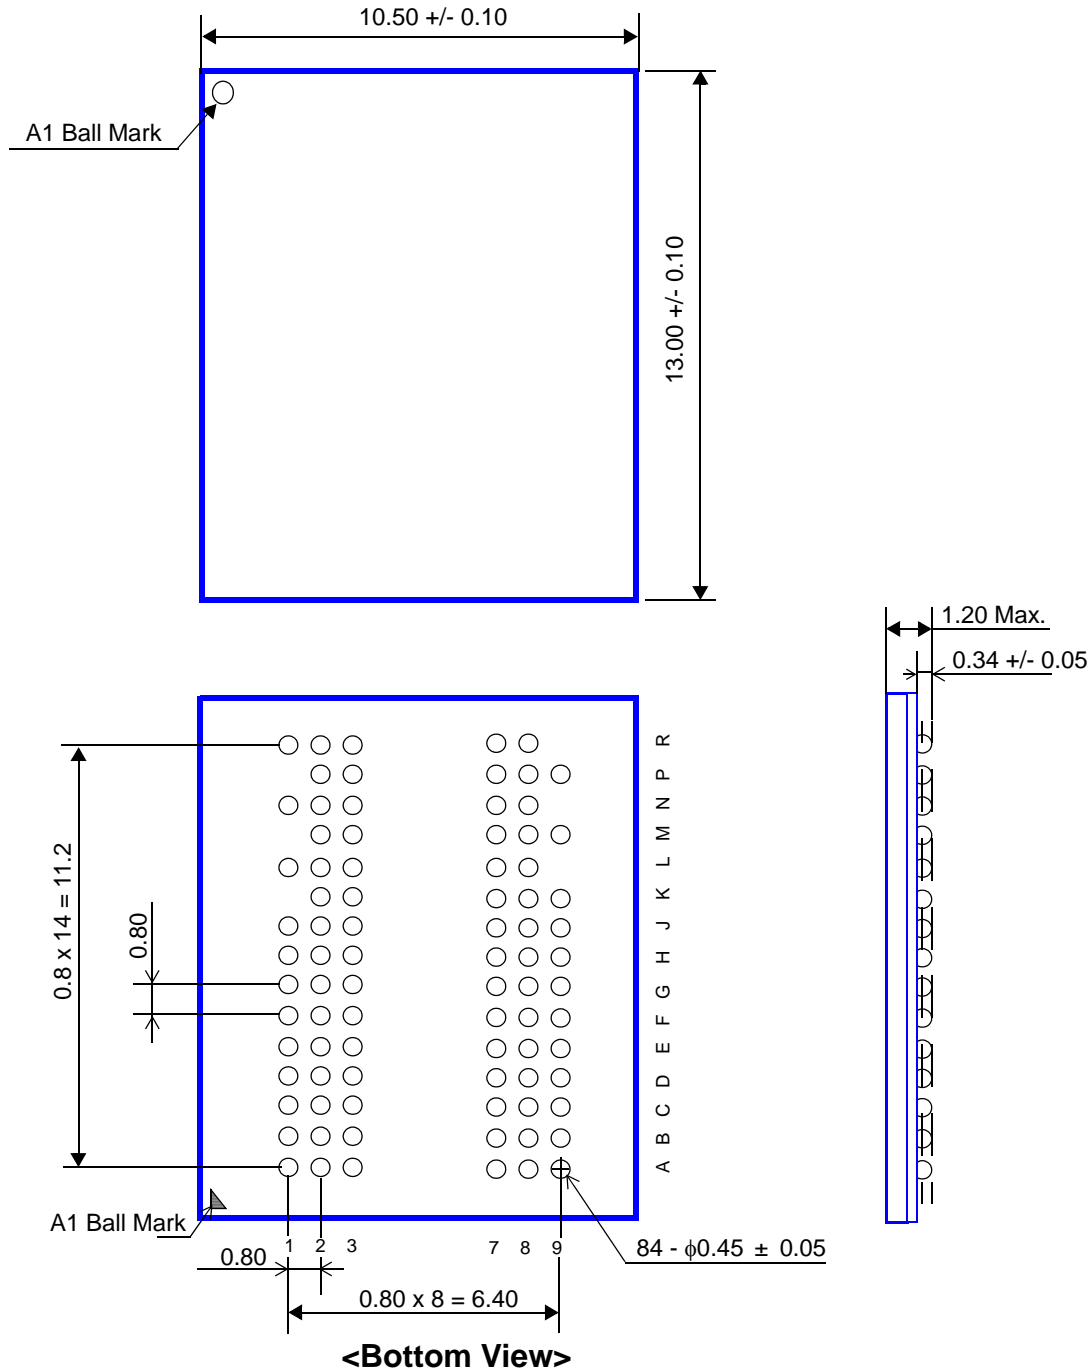 10.50 +/- 0.10
A1 Ball Mark
13.00 +/- 0.10
1.20 Max.
0.34 +/- 0.05
R
P
N
M
L
K
J
H
G
F
E
D
C
B
A
0.8 x 14 = 11.2
0.80
A1 Ball Mark
1 2 3 7 8 9
0.80
84 - ϕ0.45 ± 0.05
0.80 x 8 = 6.40
<Bottom View>